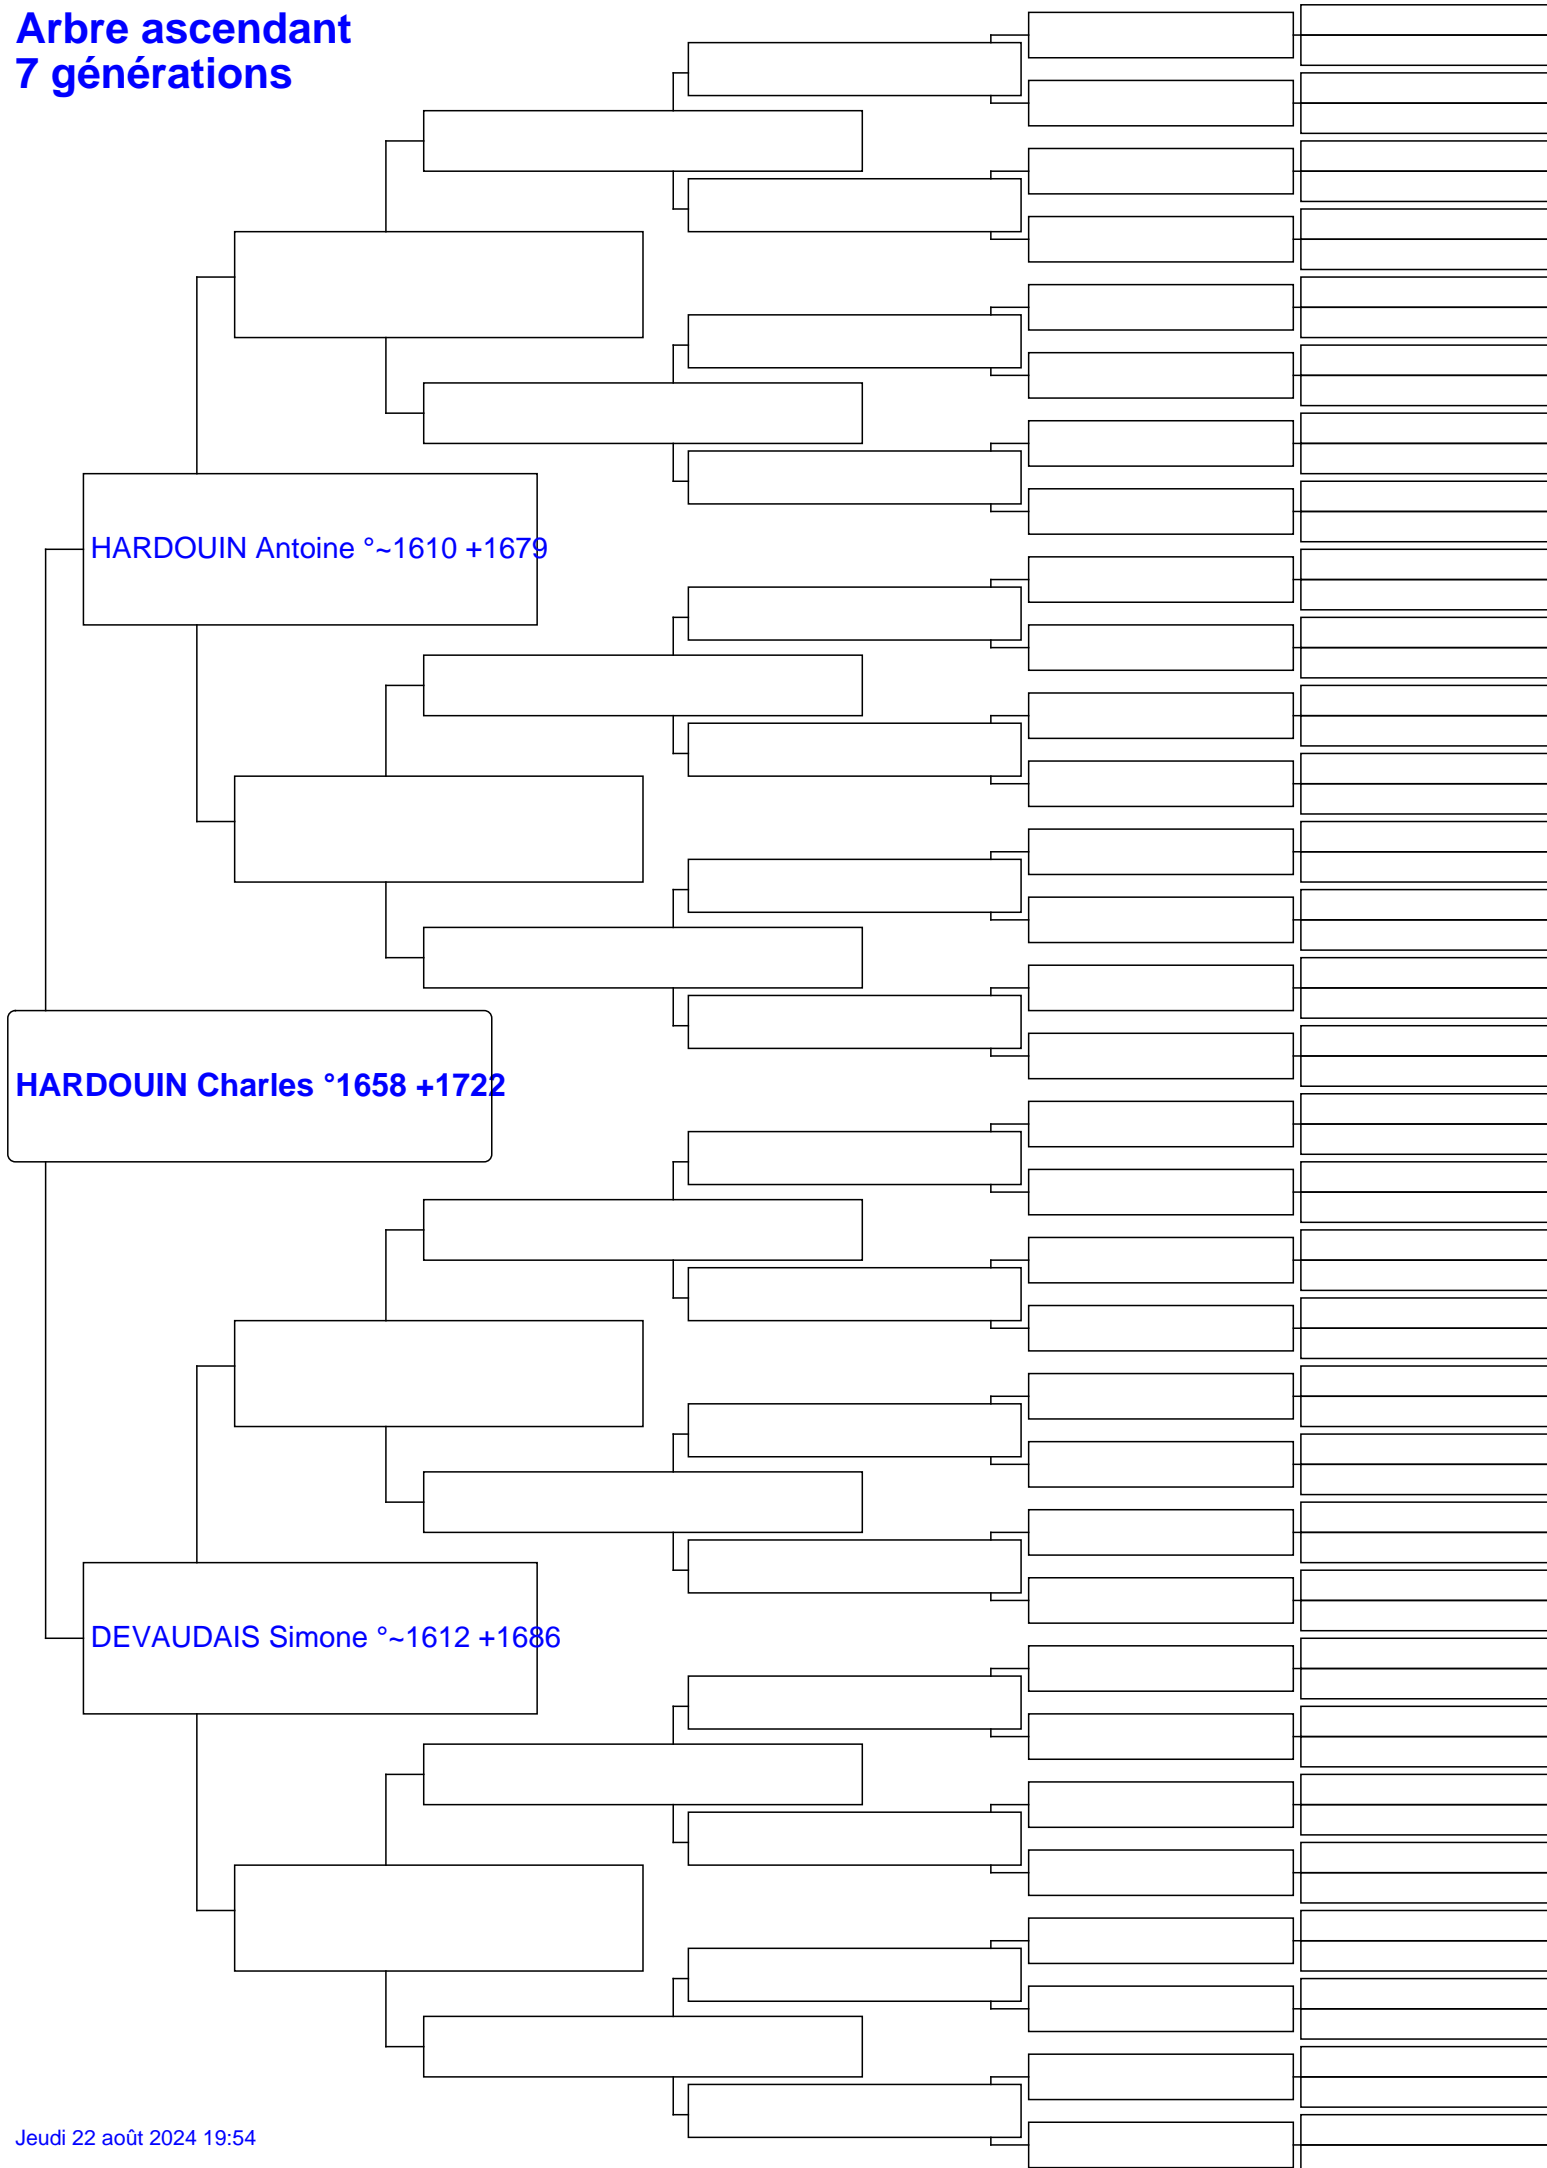 Arbre ascendant
7 générations
HARDOUIN Antoine °~1610 +1679
HARDOUIN Charles °1658 +1722
DEVAUDAIS Simone °~1612 +1686
Jeudi 22 août 2024 19:54